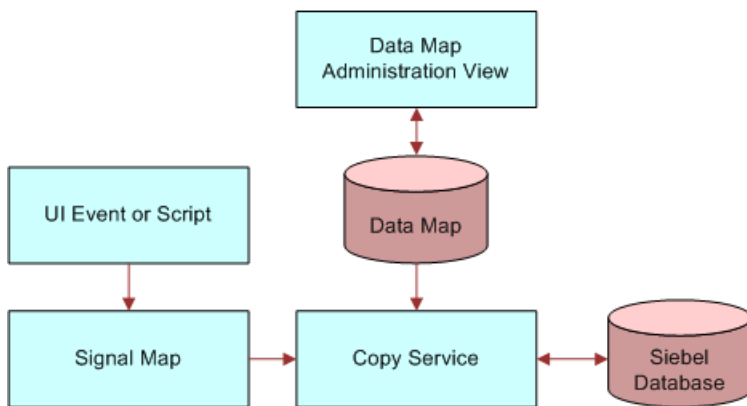 Data Map
Administration View
UI Event or Script
Data Map
Signal Map
Copy Service
Siebel
Database